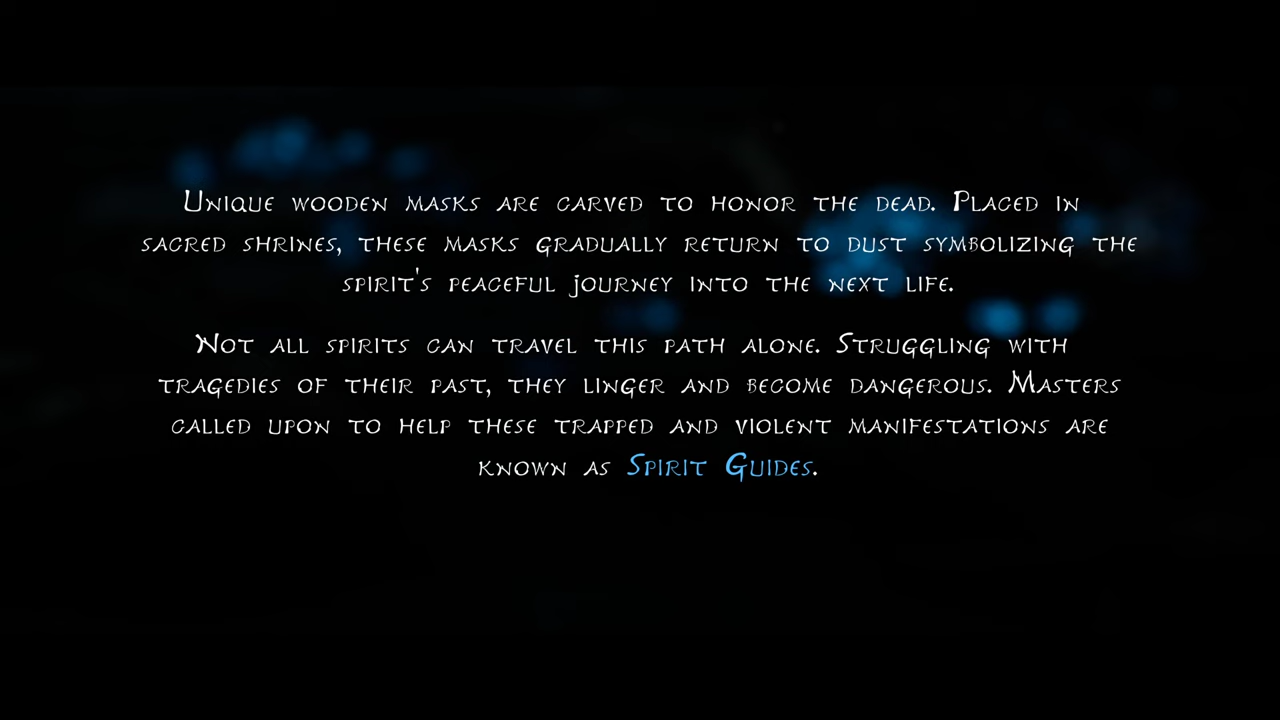 Unique wooden masks are carved to honor the dead. Placed in
sacred shrines, these masks gradually return to dust symbolizing the
spirit's peaceful journey into the next life.
Not all spirits can travel this path alone. Struggling with
tragedies of their past, they linger and become dangerous. Masters
called upon to help these trapped and violent manifestations are
known as Spirit Guides.